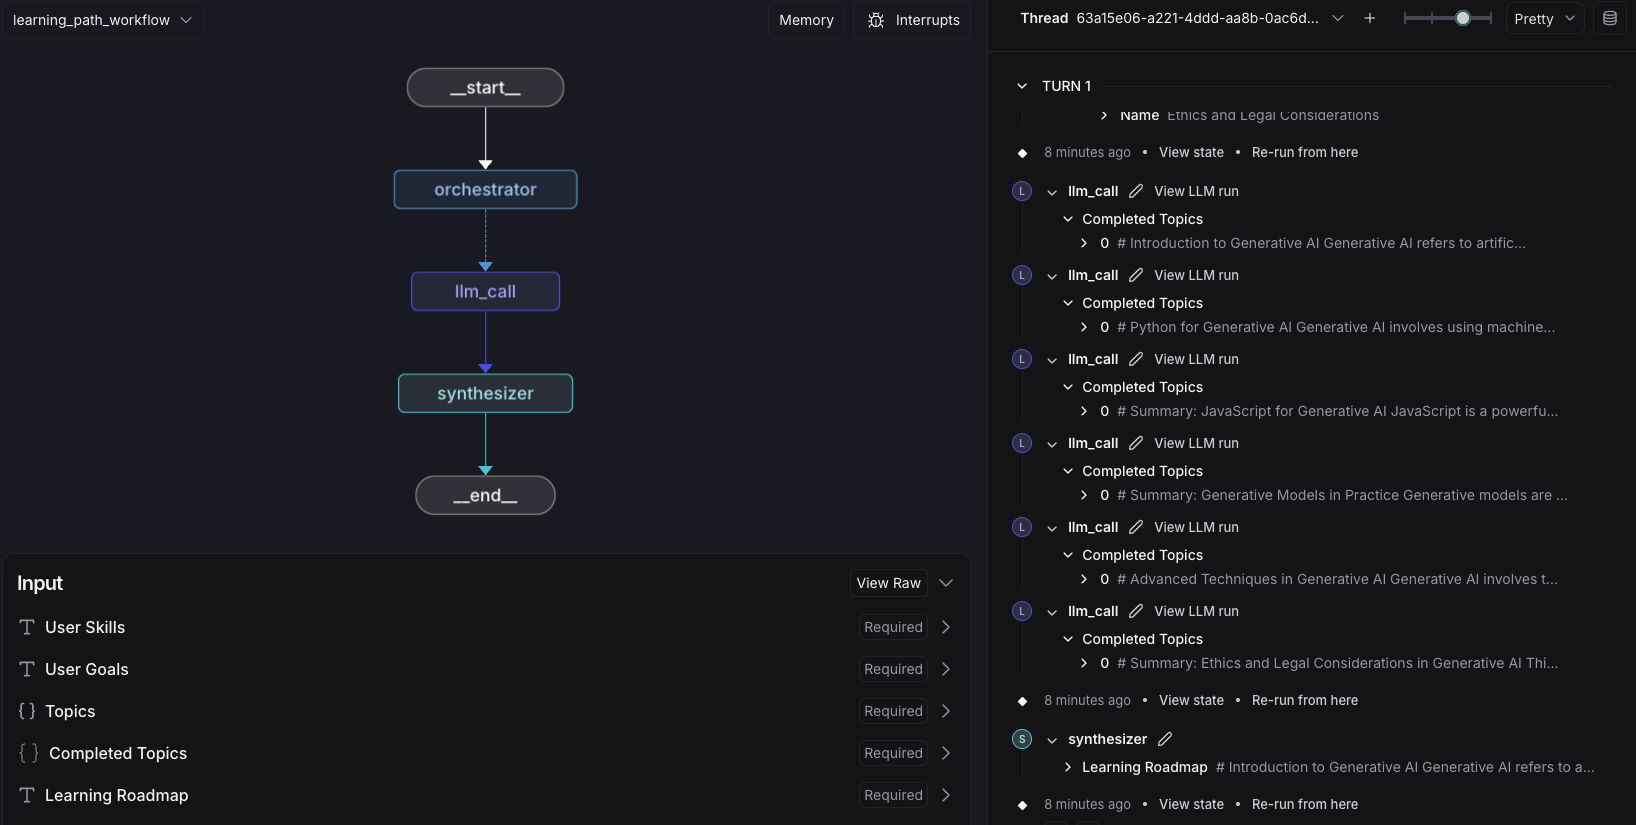 learning_path_workflow
Memory
Interrupts
__start__
orchestrator
llm_call
synthesizer
__end__
Input
View Raw
User Skills
Required
User Goals
Required
Topics
Required
Completed Topics
Required
Learning Roadmap
Required
Thread 63a15e06-a221-4ddd-aa8b-0ac6d...
Pretty
TURN 1
Name Ethics and Legal Considerations
8 minutes ago • View state • Re-run from here
L llm_call View LLM run
Completed Topics
0 # Introduction to Generative AI Generative AI refers to artific...
L llm_call View LLM run
Completed Topics
0 # Python for Generative AI Generative AI involves using machine...
L llm_call View LLM run
Completed Topics
0 # Summary: JavaScript for Generative AI JavaScript is a powerfu...
L llm_call View LLM run
Completed Topics
0 # Summary: Generative Models in Practice Generative models are ...
L llm_call View LLM run
Completed Topics
0 # Advanced Techniques in Generative AI Generative AI involves t...
L llm_call View LLM run
Completed Topics
0 # Summary: Ethics and Legal Considerations in Generative AI Thi...
8 minutes ago • View state • Re-run from here
S synthesizer
Learning Roadmap # Introduction to Generative AI Generative AI refers to a...
8 minutes ago • View state • Re-run from here